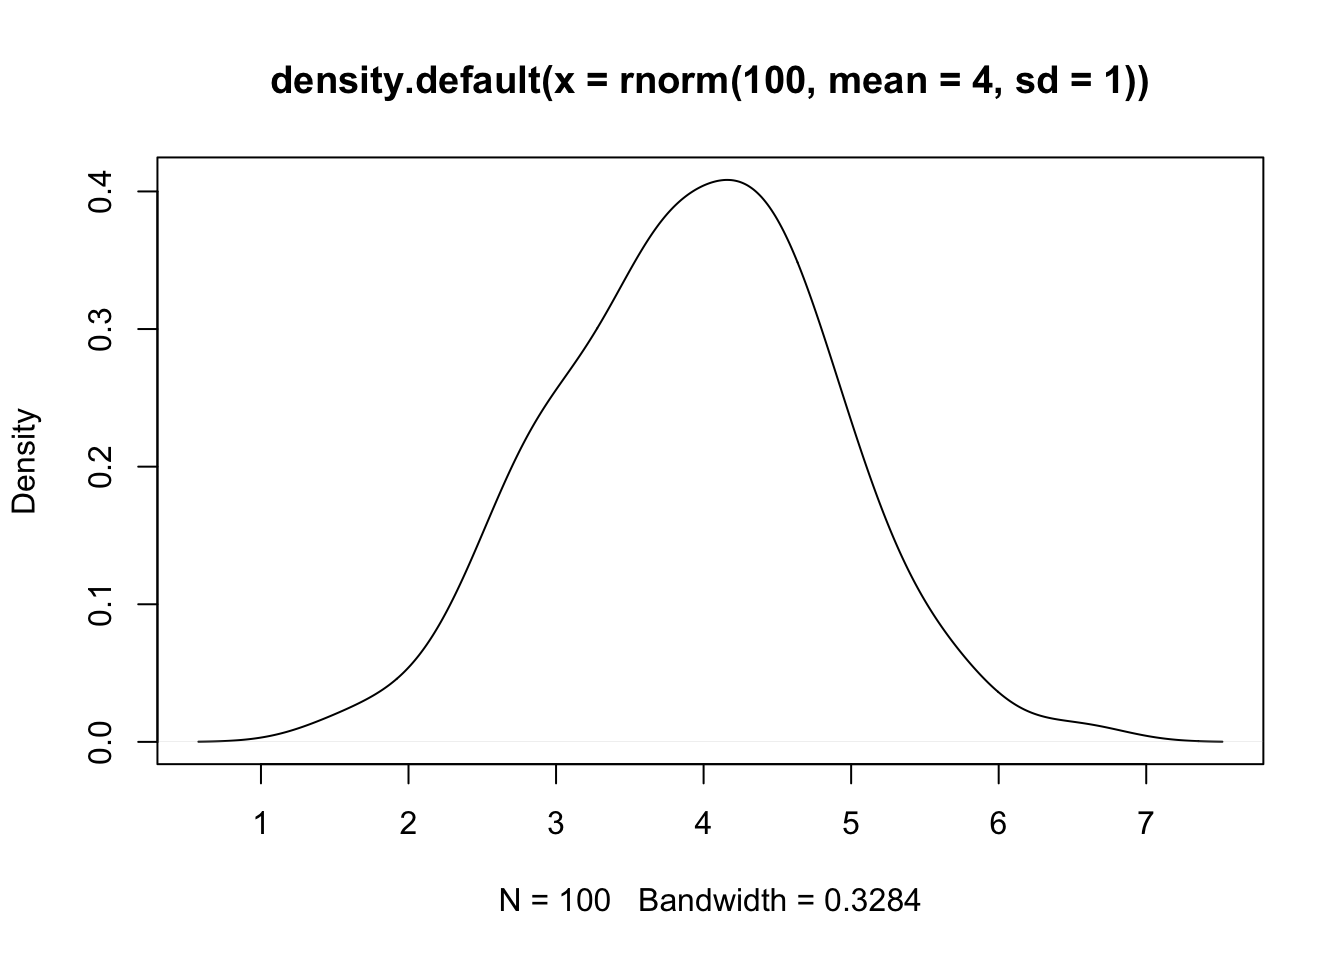 density.default(x = rnorm(100, mean = 4, sd = 1))
Density
0.4
0.3
0.2
0.1
0.0
1 2 3 4 5 6 7
N = 100 Bandwidth = 0.3284